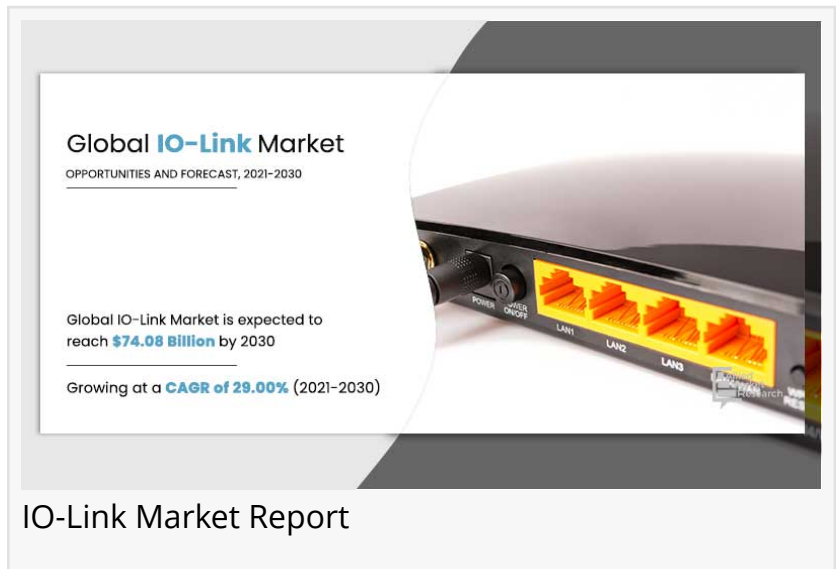 Global IO-Link Market
OPPORTUNITIES AND FORECAST, 2021-2030
Global IO-Link Market is expected to
reach $74.08 Billion by 2030
Growing at a CAGR of 29.00% (2021-2030)
POWER
POWER
ON/OFF
LAN1
LAN2
LAN3
Research
IO-Link Market Report